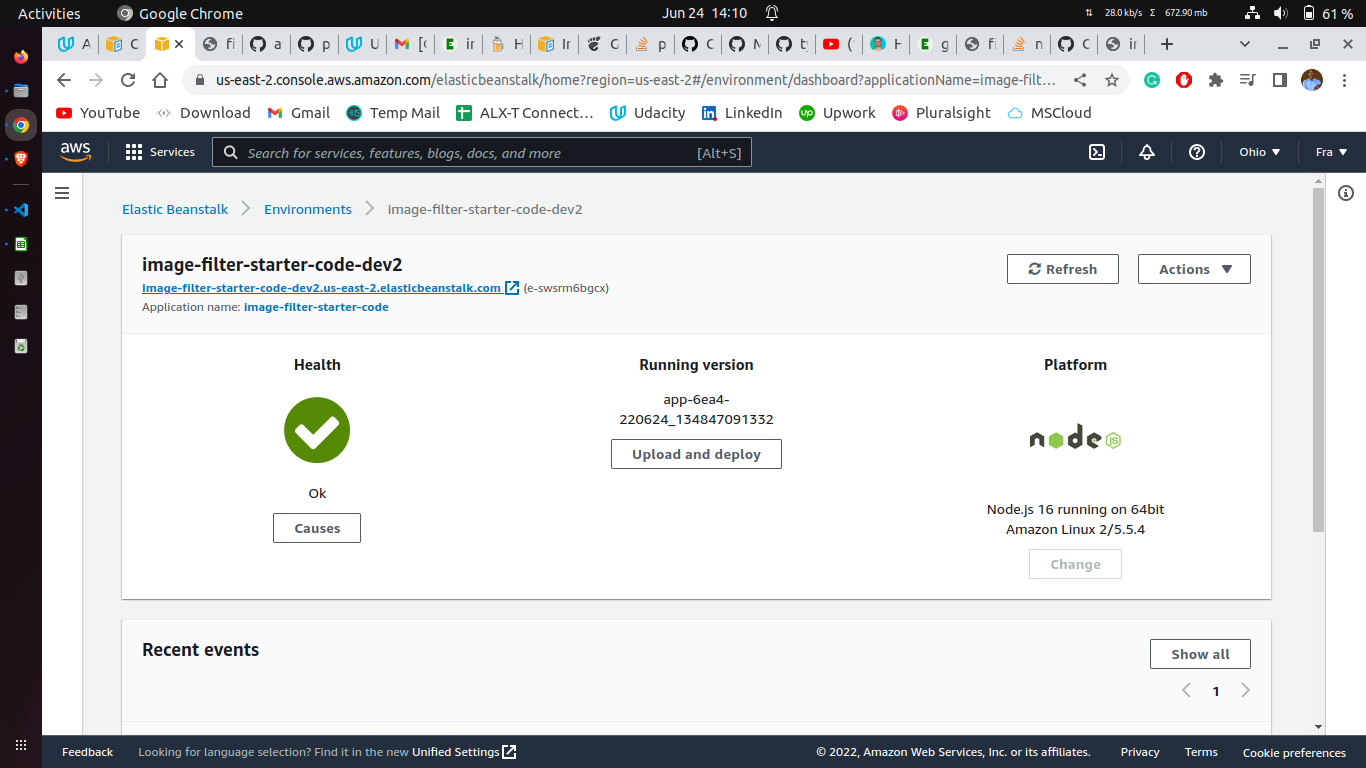 Activities Google Chrome Jun 24 14:10 28.0 kb/s Σ 672.90 mb 61 %
A C fi a p U [( in H In G p C M ty (' H g fi n C in
us-east-2.console.aws.amazon.com/elasticbeanstalk/home?region=us-east-2#/environment/dashboard?applicationName=image-filt...
YouTube Download Gmail Temp Mail ALX-T Connect... Udacity LinkedIn Upwork Pluralsight MSCloud
aws Services Search for services, features, blogs, docs, and more [Alt+S] Ohio Fra
Elastic Beanstalk Environments image-filter-starter-code-dev2
image-filter-starter-code-dev2
Refresh Actions
image-filter-starter-code-dev2.us-east-2.elasticbeanstalk.com (e-swsrm6bgcx)
Application name: image-filter-starter-code
Health
Ok
Causes
Running version
app-6ea4-
220624_134847091332
Upload and deploy
Platform
node JS
Node.js 16 running on 64bit
Amazon Linux 2/5.5.4
Change
Recent events
Show all
1
Feedback Looking for language selection? Find it in the new Unified Settings © 2022, Amazon Web Services, Inc. or its affiliates. Privacy Terms Cookie preferences